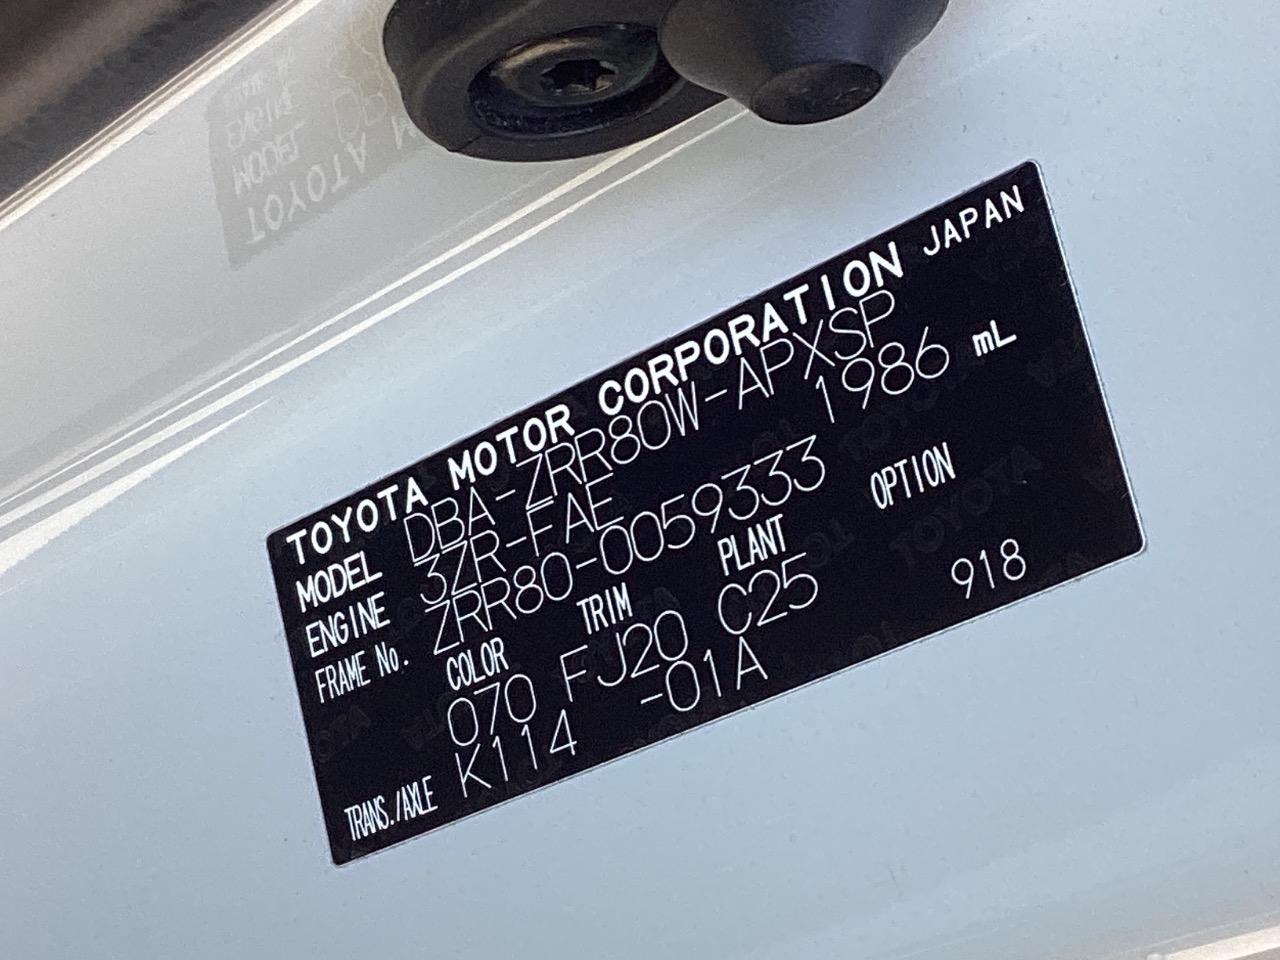 TOYOTA MOTOR CORPORATION JAPAN
MODEL DBA-ZRR80W-APXSP
ENGINE 3ZR-FAE 1986 mL
FRAME No. ZRR80-0059333
COLOR TRIM PLANT OPTION
070 FJ20 C25 918
TRANS./AXLE K114 -01A